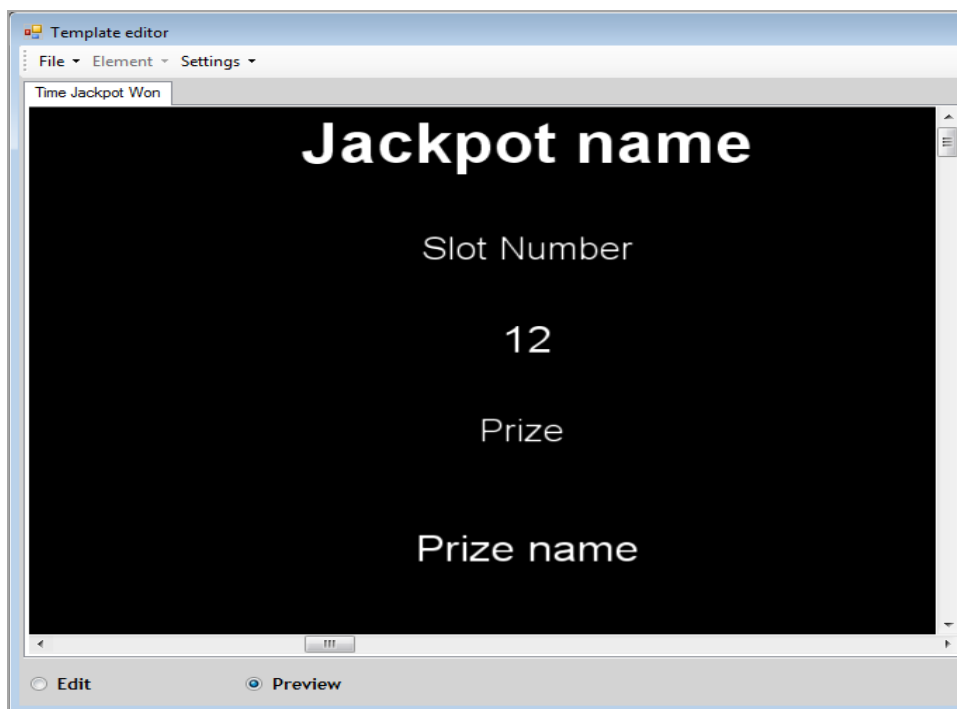 Template editor
File Element Settings
Time Jackpot Won
Jackpot name
Slot Number
12
Prize
Prize name
Edit Preview